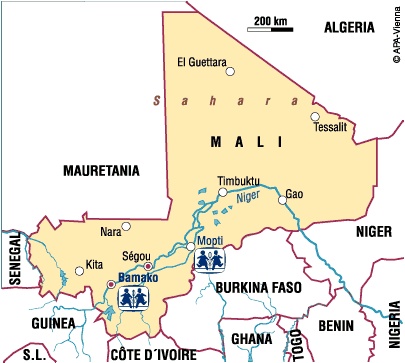 200 km
ALGERIA
© APA-Vienna
El Guettara
Sahara
Tessalit
MALI
MAURETANIA
Timbuktu
Niger
Gao
Nara
NIGER
SENEGAL
Ségou
Mopti
Kita
Bamako
BURKINA FASO
GUINEA
BENIN
NIGERIA
GHANA
TOGO
S.L.
CÔTE D´IVOIRE